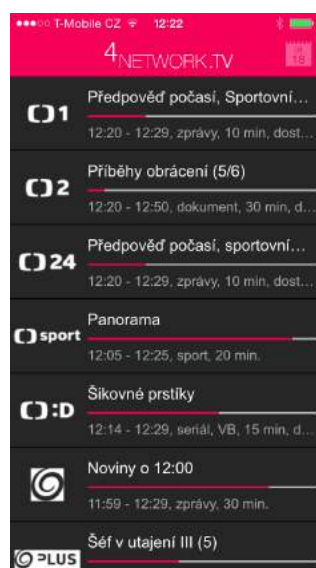 T-Mobile CZ 12:22
4NETWORK.TV
18
1
Předpověď počasí, Sportovní...
12:20 - 12:29, zprávy, 10 min, dost...
2
Příběhy obrácení (5/6)
12:20 - 12:50, dokument, 30 min, d...
24
Předpověď počasí, sportovní...
12:20 - 12:29, zprávy, 10 min, dost...
sport
Panorama
12:05 - 12:25, sport, 20 min.
:D
Šikovné prstíky
12:14 - 12:29, seriál, VB, 15 min, d...
Noviny o 12:00
11:59 - 12:29, zprávy, 30 min.
PLUS
Šéf v utajení III (5)